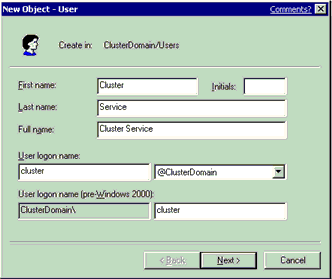 New Object - User Comments?
Create in: ClusterDomain/Users
First name: Cluster Initials:
Last name: Service
Full name: Cluster Service
User logon name:
cluster @ClusterDomain
User logon name (pre-Windows 2000):
ClusterDomain\ cluster
< Back Next > Cancel